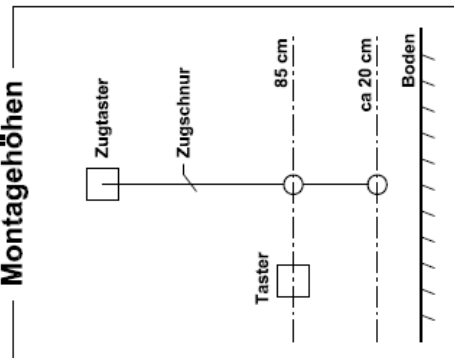 Montagehöhen
Zugtaster
Zugschnur
85 cm
Taster
ca 20 cm
Boden